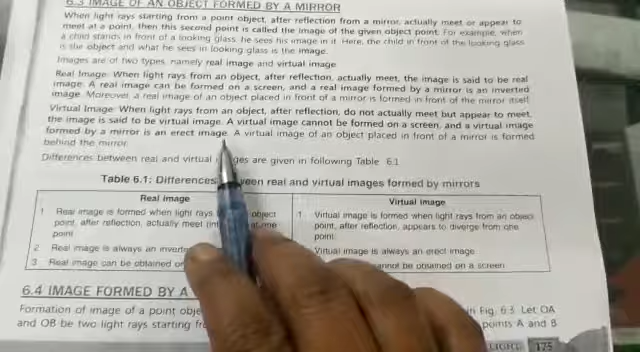 6.3 IMAGE OF AN OBJECT FORMED BY A MIRROR
When light rays starting from a point object, after reflection from a mirror, actually meet or appear to
meet at a point, then this second point is called the image of the given object point. For example, when
a child stands in front of a looking glass, he sees his image in it. Here, the child in front of the looking glass
is the object and what he sees in looking glass is the image.
Images are of two types, namely real image and virtual image.
Real Image: When light rays from an object, after reflection, actually meet, the image is said to be real
image. A real image can be formed on a screen, and a real image formed by a mirror is an inverted
image. Moreover, a real image of an object placed in front of a mirror is formed in front of the mirror itself.
Virtual Image: When light rays from an object, after reflection, do not actually meet but appear to meet,
the image is said to be virtual image. A virtual image cannot be formed on a screen, and a virtual image
formed by a mirror is an erect image. A virtual image of an object placed in front of a mirror is formed
behind the mirror.
Differences between real and virtual are given in following Table 6.1
Table 6.1: Differences real and virtual images formed by mirrors
Real image
Virtual image
1 Real image is formed when light rays object
point, after reflection, actually meet
point
1 Virtual image is formed when light rays from an object
point, after reflection, appears to diverge from one
point.
2 Real image is always an
Virtual image is always an erect image
3 Real image can be obtained
cannot be obtained on a screen
6.4 IMAGE FORMED BY A
Formation of image of a point in Fig. 6.3. Let OA
and OB be two light rays starting points A and B
LIGHT 175